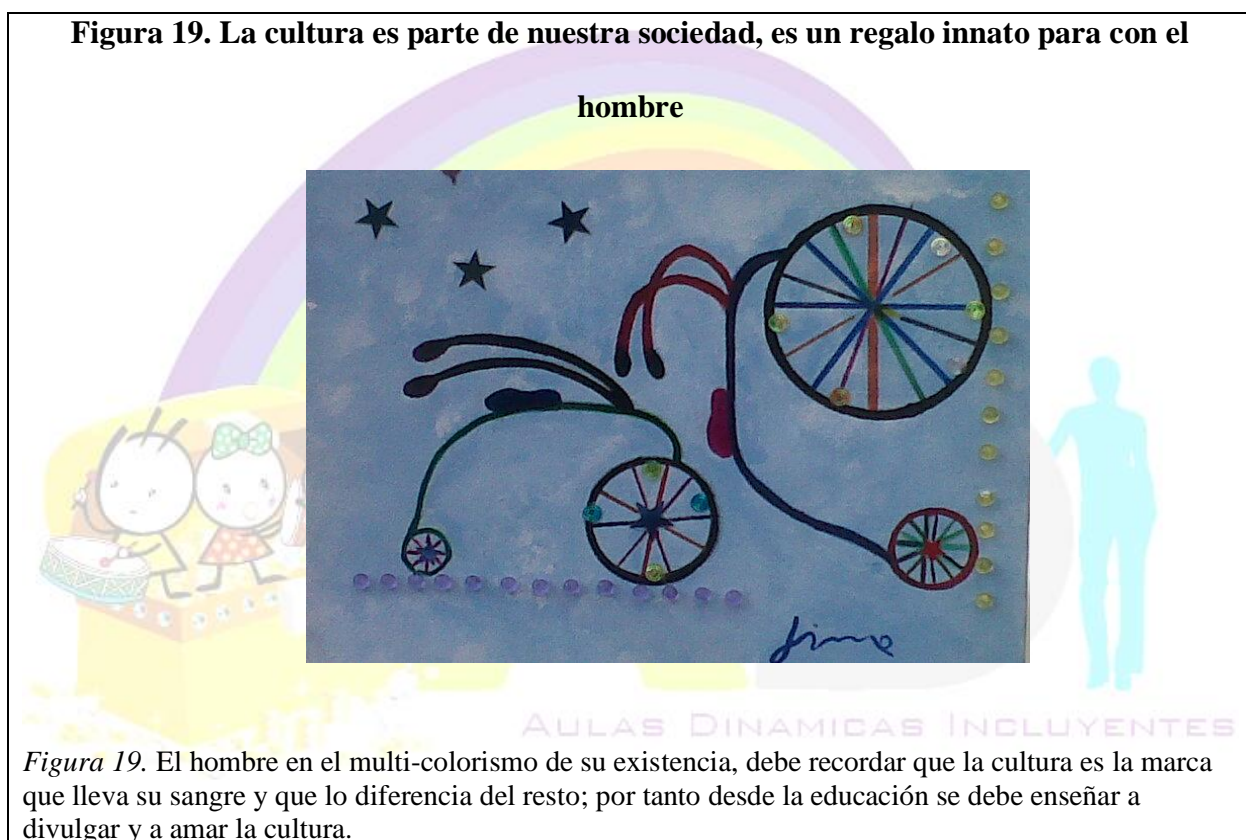 Figura 19. La cultura es parte de nuestra sociedad, es un regalo innato para con el
hombre
AULAS DINAMICAS INCLUYENTES
Figura 19. El hombre en el multi-colorismo de su existencia, debe recordar que la cultura es la marca
que lleva su sangre y que lo diferencia del resto; por tanto desde la educación se debe enseñar a
divulgar y a amar la cultura.